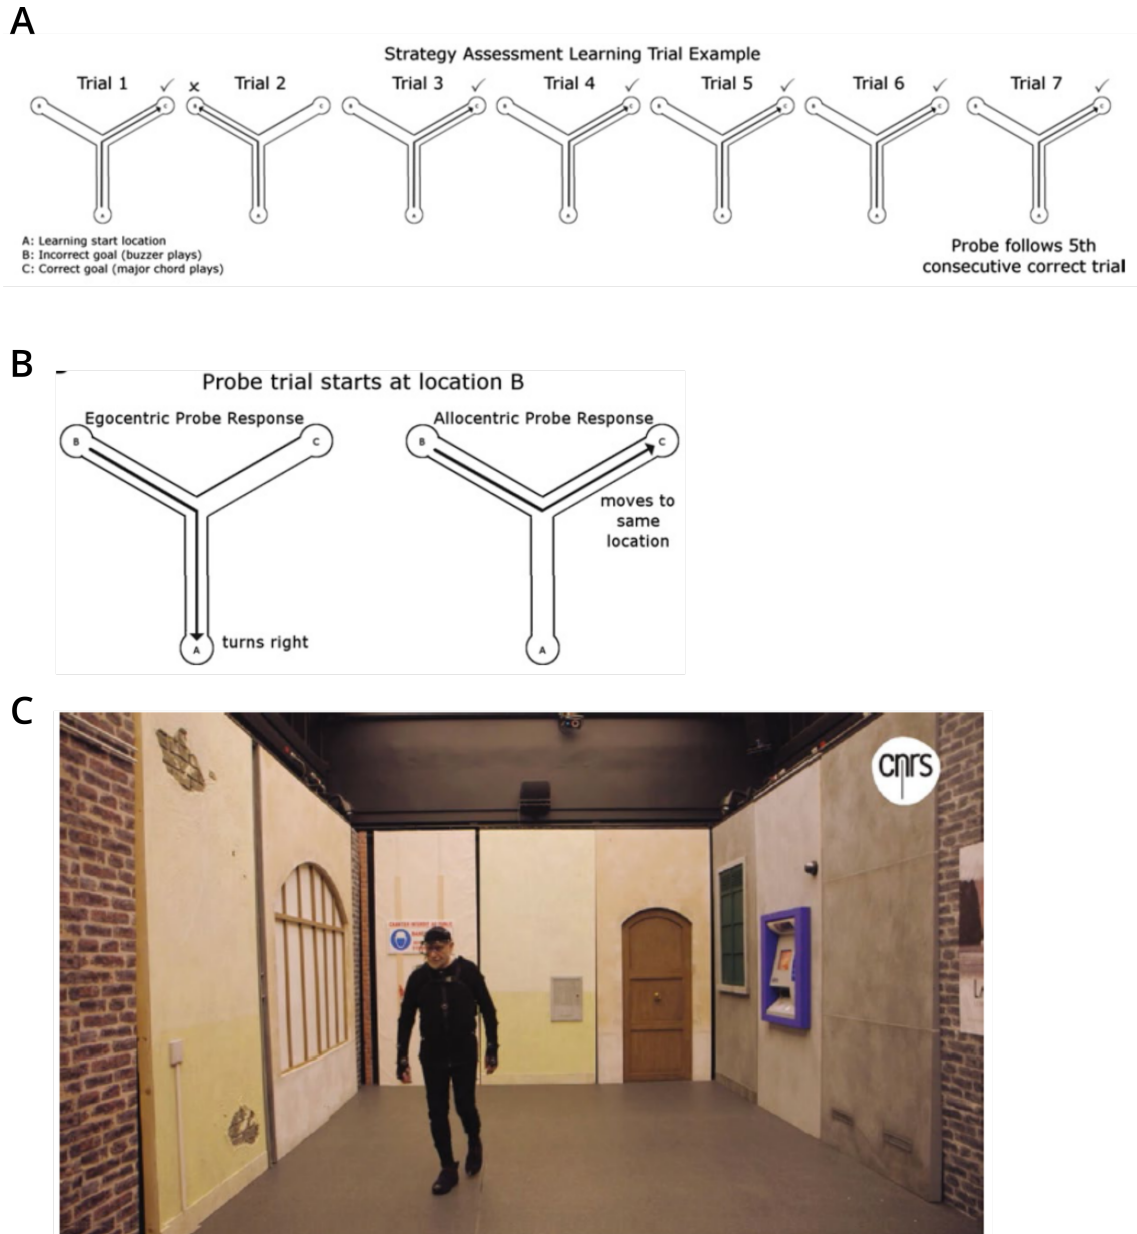 A
Strategy Assessment Learning Trial Example
Trial 1 ✓ x Trial 2 Trial 3 ✓ Trial 4 ✓ Trial 5 ✓ Trial 6 ✓ Trial 7 ✓
B C B C B C B C B C B C B C
A A A A A A A
A: Learning start location
B: Incorrect goal (buzzer plays)
C: Correct goal (major chord plays)
Probe follows 5th
consecutive correct trial
B
Probe trial starts at location B
Egocentric Probe Response
B C
A
turns right
Allocentric Probe Response
B C
moves to
same
location
A
C
cnrs